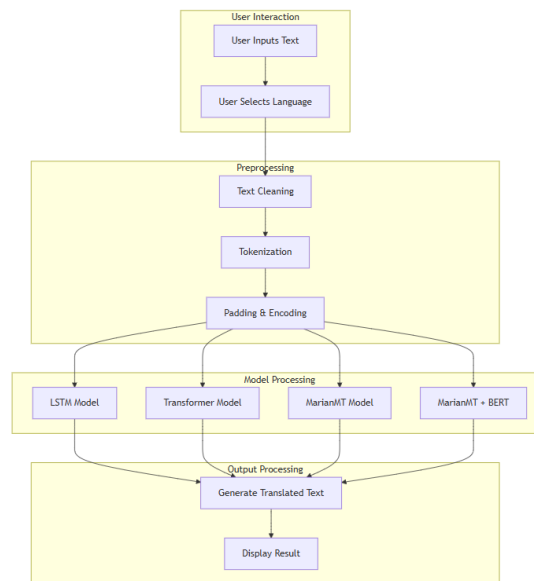 User Interaction
User Inputs Text
User Selects Language
Preprocessing
Text Cleaning
Tokenization
Padding & Encoding
Model Processing
LSTM Model
Transformer Model
MarianMT Model
MarianMT + BERT
Output Processing
Generate Translated Text
Display Result